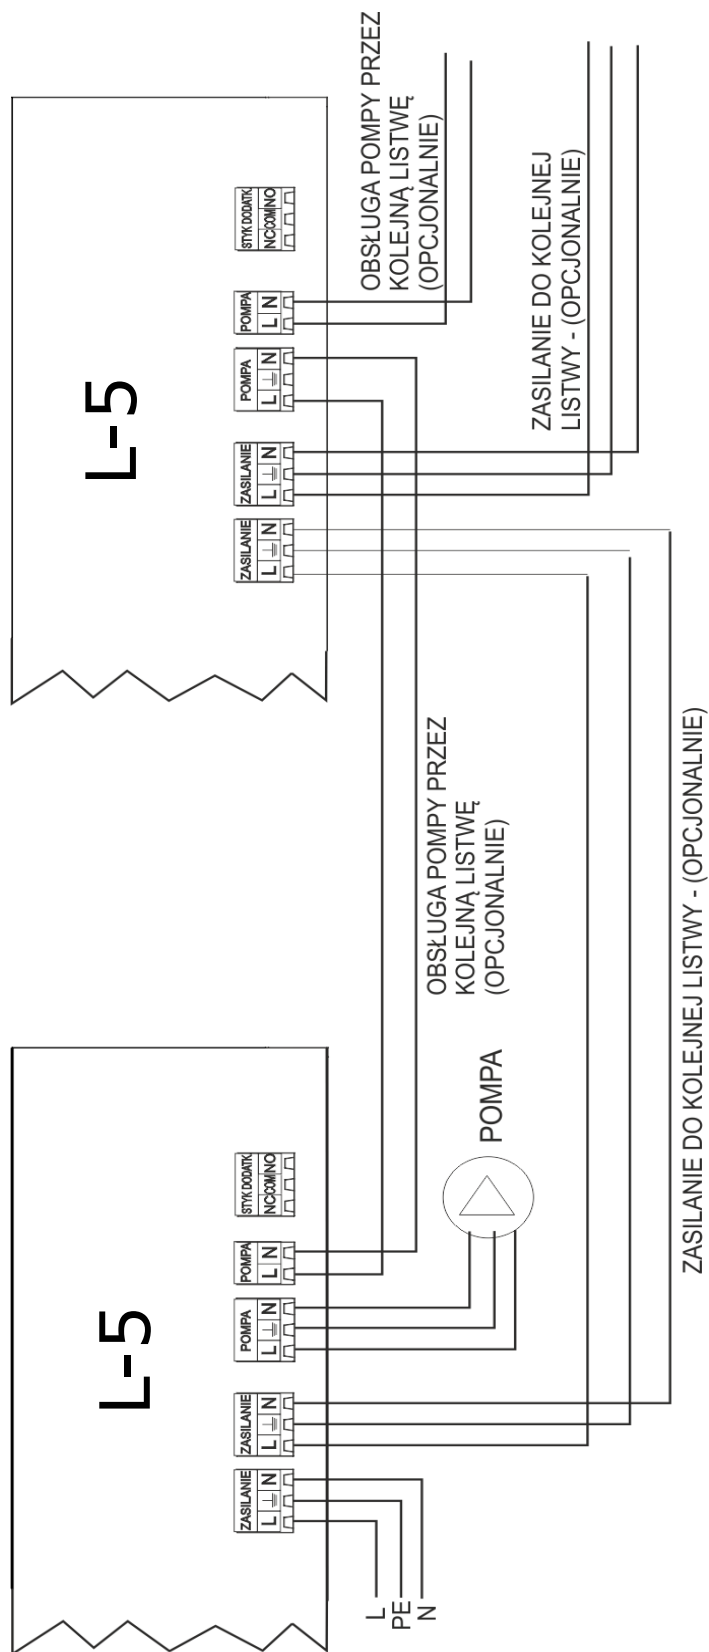 L-5
ZASILANIE
L N
ZASILANIE
L N
POMPA
L N
POMPA
L N
STYK DODATK
NC COM NO
L
PE
N
POMPA
OBSŁUGA POMPY PRZEZ
KOLEJNĄ LISTWĘ
(OPCJONALNIE)
ZASILANIE DO KOLEJNEJ LISTWY - (OPCJONALNIE)
L-5
ZASILANIE
L N
ZASILANIE
L N
POMPA
L N
POMPA
L N
STYK DODATK
NC COM NO
OBSŁUGA POMPY PRZEZ
KOLEJNĄ LISTWĘ
(OPCJONALNIE)
ZASILANIE DO KOLEJNEJ
LISTWY - (OPCJONALNIE)